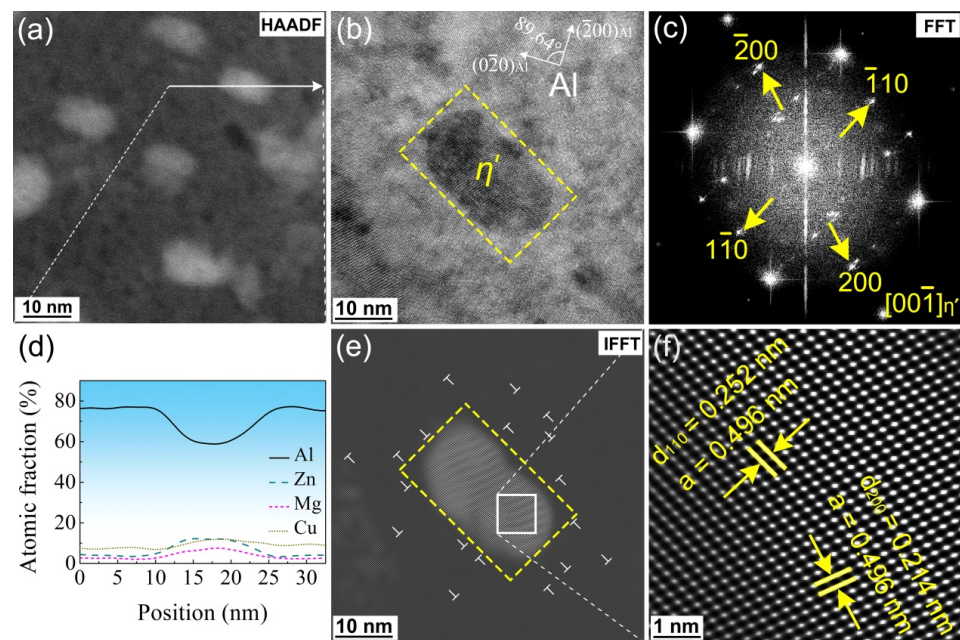 (a)
HAADF
10 nm
(b)
89.64°
(2̄00)Al
(02̄0)Al
Al
η′
10 nm
(c)
FFT
2̄00
1̄10
11̄0
200
[001̄]η′
(d)
Atomic fraction (%)
80
60
40
20
0
Al
Zn
Mg
Cu
0 5 10 15 20 25 30
Position (nm)
(e)
IFFT
10 nm
(f)
d110 = 0.252 nm
a = 0.496 nm
d200 = 0.214 nm
a = 0.496 nm
1 nm